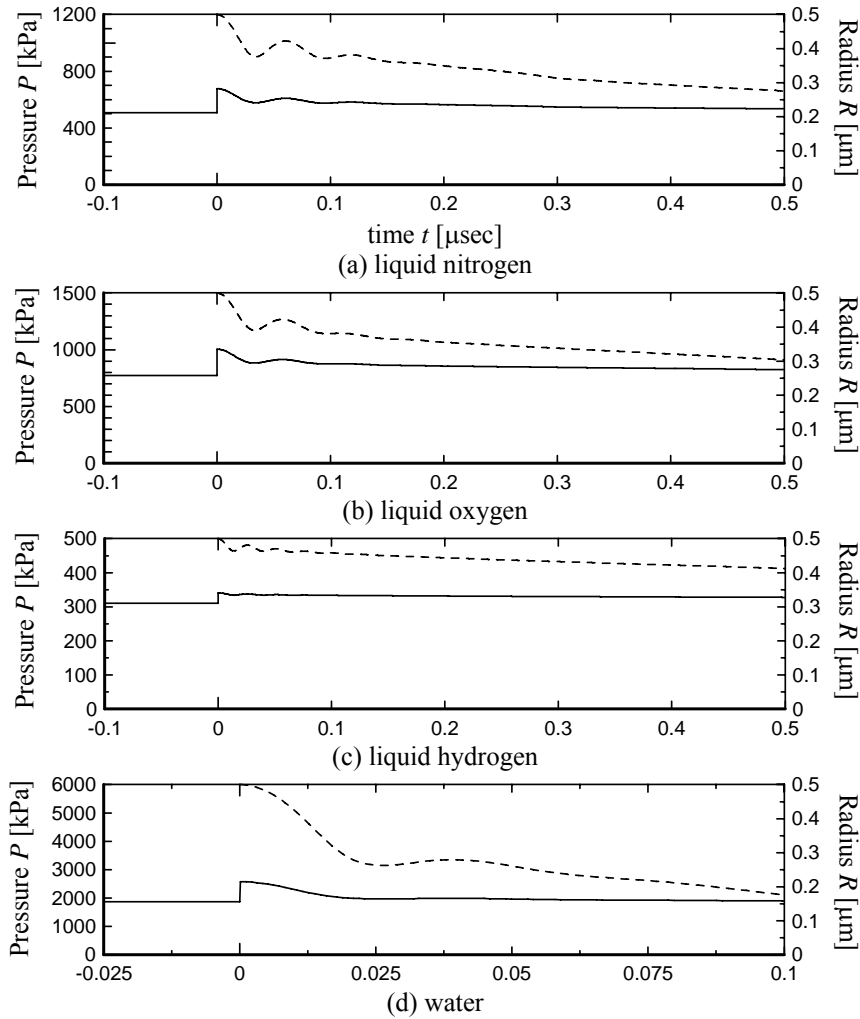 1200
800
400
0
Pressure P [kPa]
0.5
0.4
0.3
0.2
0.1
0
Radius R [μm]
-0.1 0 0.1 0.2 0.3 0.4 0.5
time t [μsec]
(a) liquid nitrogen
1500
1000
500
0
Pressure P [kPa]
0.5
0.4
0.3
0.2
0.1
0
Radius R [μm]
-0.1 0 0.1 0.2 0.3 0.4 0.5
(b) liquid oxygen
500
400
300
200
100
0
Pressure P [kPa]
0.5
0.4
0.3
0.2
0.1
0
Radius R [μm]
-0.1 0 0.1 0.2 0.3 0.4 0.5
(c) liquid hydrogen
6000
5000
4000
3000
2000
1000
0
Pressure P [kPa]
0.5
0.4
0.3
0.2
0.1
0
Radius R [μm]
-0.025 0 0.025 0.05 0.075 0.1
(d) water